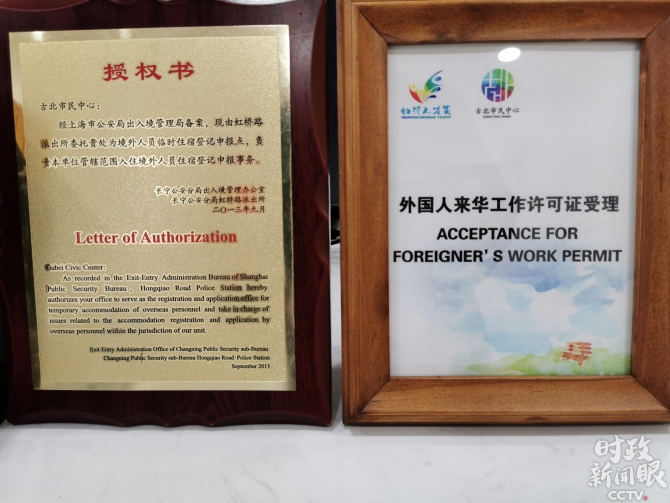 授权书
古北市民中心：
经上海市公安局出入境管理局备案，现由虹桥路
派出所委托贵处为境外人员临时住宿登记申报点，负
责本单位管辖范围入住境外人员住宿登记申报事务。
长宁公安分局出入境管理办公室
长宁公安分局虹桥路派出所
二〇一三年九月
Letter of Authorization
Gubei Civic Center:
As recorded in the Exit-Entry Administration Bureau of Shanghai
Public Security Bureau, Hongqiao Road Police Station hereby
authorizes your office to serve as the registration and application office for
temporary accommodation of overseas personnel and take in charge of
issues related to the accommodation registration and application by
overseas personnel within the jurisdiction of our unit.
Exit-Entry Administration Office of Changning Public Security sub-Bureau
Changning Public Security sub-Bureau Hongqiao Road Police Station
September 2013
古北市民中心
Gubei Civic Center
外国人来华工作许可证受理
ACCEPTANCE FOR
FOREIGNER'S WORK PERMIT
时政
新闻眼
CCTV